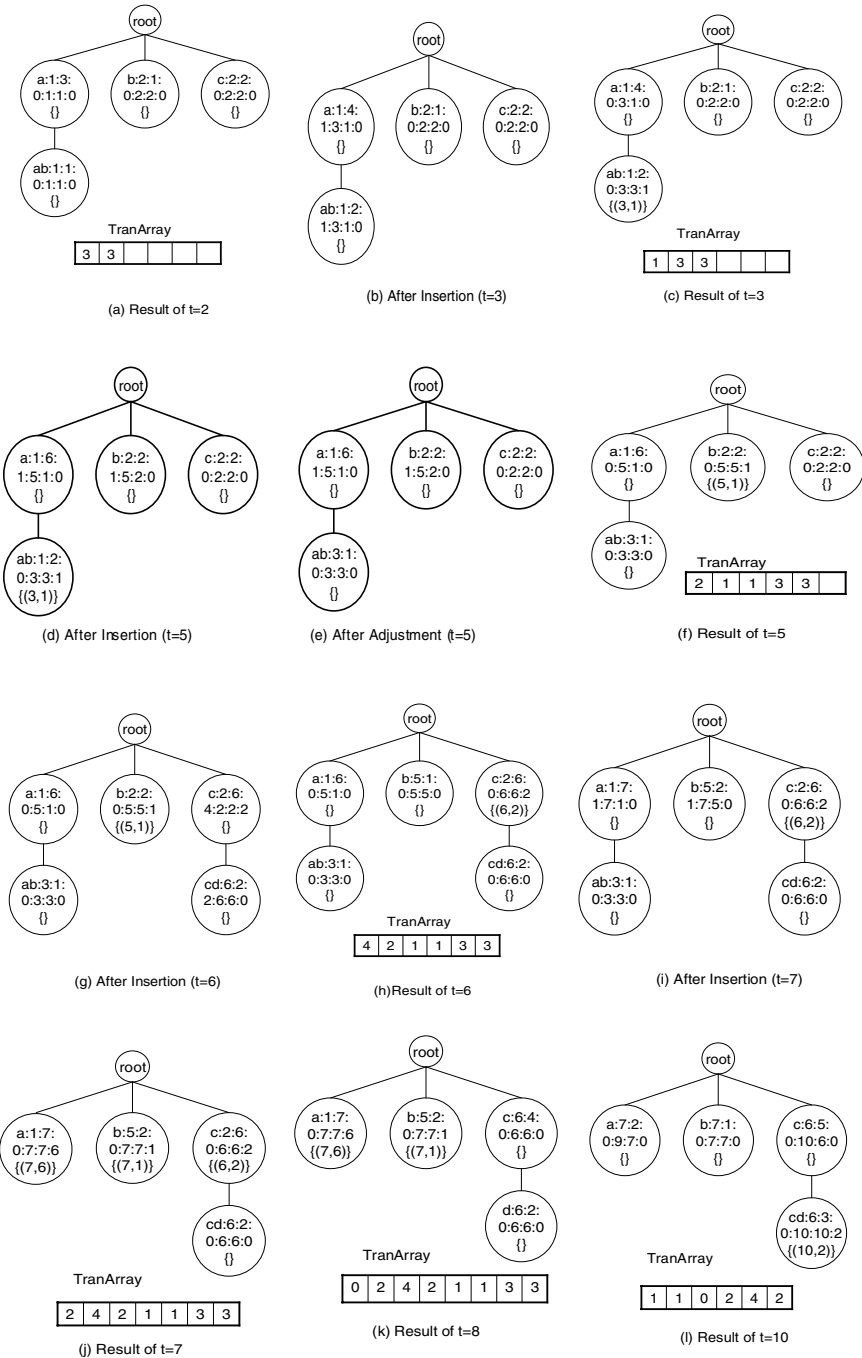 root
a:1:3:
0:1:1:0
{}
b:2:1:
0:2:2:0
{}
c:2:2:
0:2:2:0
{}
ab:1:1:
0:1:1:0
{}
TranArray
3 3
(a) Result of t=2
root
a:1:4:
1:3:1:0
{}
b:2:1:
0:2:2:0
{}
c:2:2:
0:2:2:0
{}
ab:1:2:
1:3:1:0
{}
(b) After Insertion (t=3)
root
a:1:4:
0:3:1:0
{}
b:2:1:
0:2:2:0
{}
c:2:2:
0:2:2:0
{}
ab:1:2:
0:3:3:1
{(3,1)}
TranArray
1 3 3
(c) Result of t=3
root
a:1:6:
1:5:1:0
{}
b:2:2:
1:5:2:0
{}
c:2:2:
0:2:2:0
{}
ab:1:2:
0:3:3:1
{(3,1)}
(d) After Insertion (t=5)
root
a:1:6:
1:5:1:0
{}
b:2:2:
1:5:2:0
{}
c:2:2:
0:2:2:0
{}
ab:3:1:
0:3:3:0
{}
(e) After Adjustment (t=5)
root
a:1:6:
0:5:1:0
{}
b:2:2:
0:5:5:1
{(5,1)}
c:2:2:
0:2:2:0
{}
ab:3:1:
0:3:3:0
{}
TranArray
2 1 1 3 3
(f) Result of t=5
root
a:1:6:
0:5:1:0
{}
b:2:2:
0:5:5:1
{(5,1)}
c:2:6:
4:2:2:2
{}
ab:3:1:
0:3:3:0
{}
cd:6:2:
2:6:6:0
{}
(g) After Insertion (t=6)
root
a:1:6:
0:5:1:0
{}
b:5:1:
0:5:5:0
{}
c:2:6:
0:6:6:2
{(6,2)}
ab:3:1:
0:3:3:0
{}
cd:6:2:
0:6:6:0
{}
TranArray
4 2 1 1 3 3
(h)Result of t=6
root
a:1:7:
1:7:1:0
{}
b:5:2:
1:7:5:0
{}
c:2:6:
0:6:6:2
{(6,2)}
ab:3:1:
0:3:3:0
{}
cd:6:2:
0:6:6:0
{}
(i) After Insertion (t=7)
root
a:1:7:
0:7:7:6
{(7,6)}
b:5:2:
0:7:7:1
{(7,1)}
c:2:6:
0:6:6:2
{(6,2)}
cd:6:2:
0:6:6:0
{}
TranArray
2 4 2 1 1 3 3
(j) Result of t=7
root
a:1:7:
0:7:7:6
{(7,6)}
b:5:2:
0:7:7:1
{(7,1)}
c:6:4:
0:6:6:0
{}
d:6:2:
0:6:6:0
{}
TranArray
0 2 4 2 1 1 3 3
(k) Result of t=8
root
a:7:2:
0:9:7:0
{}
b:7:1:
0:7:7:0
{}
c:6:5:
0:10:6:0
{}
cd:6:3:
0:10:10:2
{(10,2)}
TranArray
1 1 0 2 4 2
(l) Result of t=10